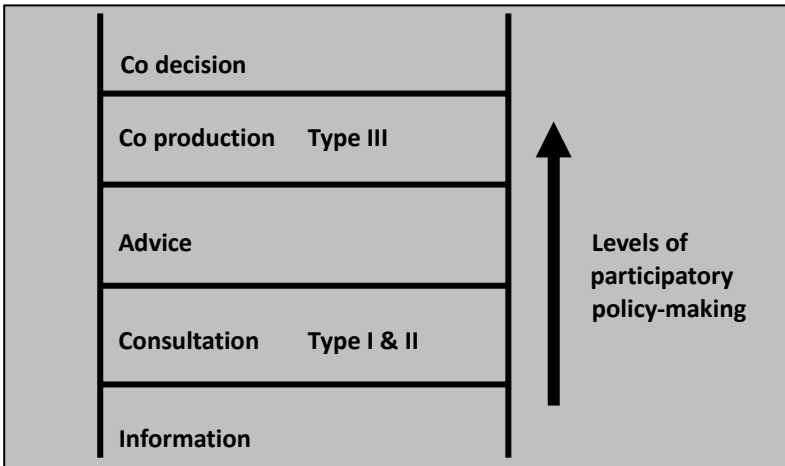 Co decision
Co production Type III
Advice
Consultation Type I & II
Information
Levels of
participatory
policy-making